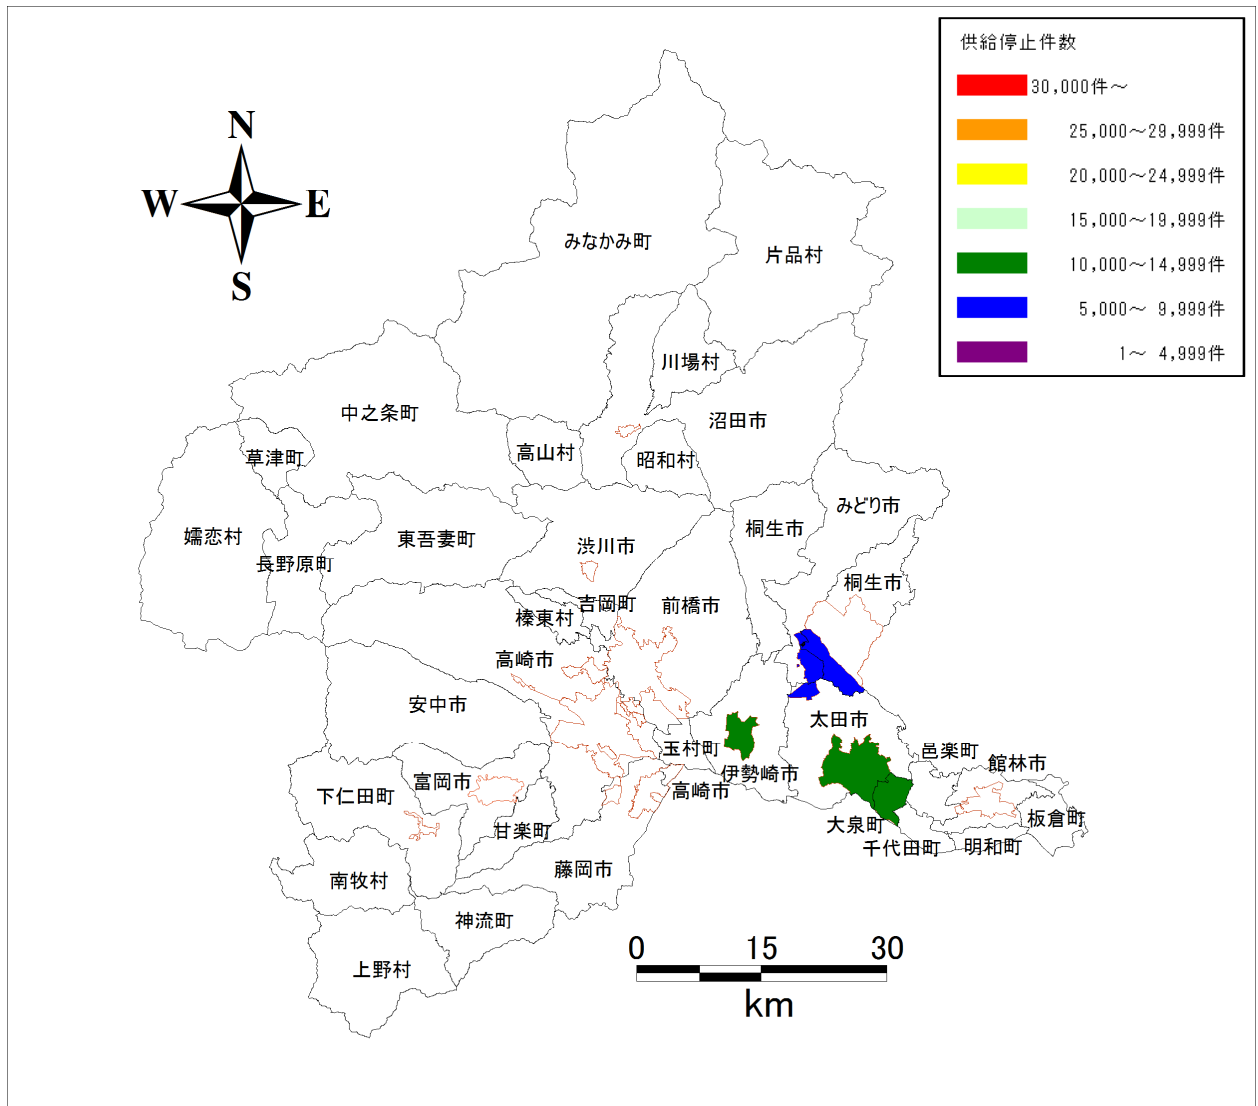 供給停止件数
30,000件～
25,000～29,999件
20,000～24,999件
15,000～19,999件
10,000～14,999件
5,000～ 9,999件
1～ 4,999件
N
W
E
S
みなかみ町
片品村
川場村
中之条町
沼田市
高山村
草津町
昭和村
みどり市
嬬恋村
桐生市
東吾妻町
渋川市
長野原町
桐生市
吉岡町
前橋市
榛東村
高崎市
安中市
太田市
玉村町
邑楽町
館林市
伊勢崎市
富岡市
高崎市
下仁田町
板倉町
甘楽町
大泉町
千代田町
明和町
藤岡市
南牧村
神流町
上野村
0 15 30
km